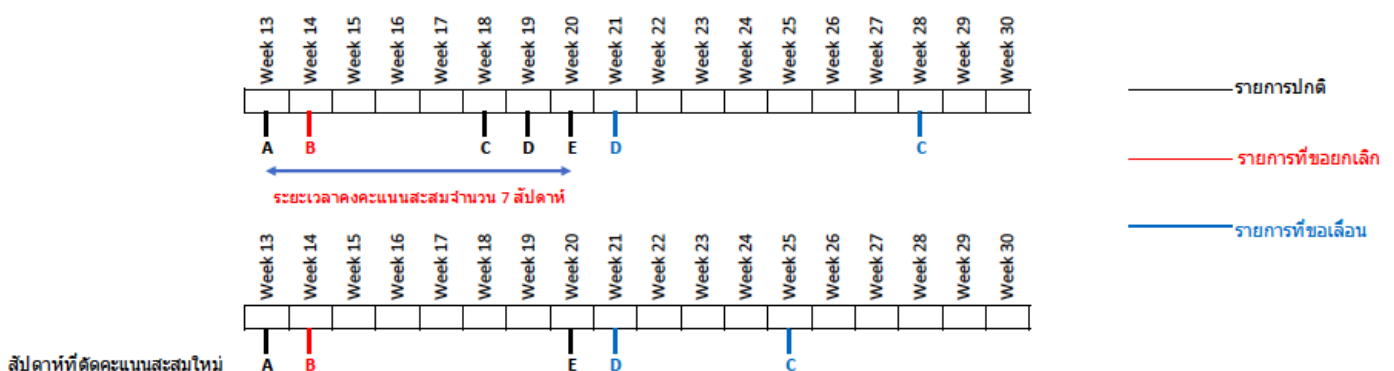 Week 13 Week 14 Week 15 Week 16 Week 17 Week 18 Week 19 Week 20 Week 21 Week 22 Week 23 Week 24 Week 25 Week 26 Week 27 Week 28 Week 29 Week 30
รายการปกติ
A B C D E D C
รายการที่ขอยกเลิก
ระยะเวลาคงคะแนนสะสมจำนวน 7 สัปดาห์
รายการที่ขอเลื่อน
Week 13 Week 14 Week 15 Week 16 Week 17 Week 18 Week 19 Week 20 Week 21 Week 22 Week 23 Week 24 Week 25 Week 26 Week 27 Week 28 Week 29 Week 30
สัปดาห์ที่ตัดคะแนนสะสมใหม่ A B E D C